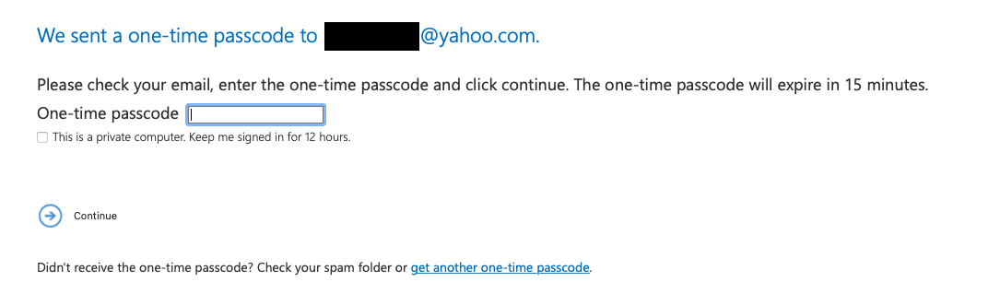 We sent a one-time passcode to @yahoo.com.
Please check your email, enter the one-time passcode and click continue. The one-time passcode will expire in 15 minutes.
One-time passcode
This is a private computer. Keep me signed in for 12 hours.
Continue
Didn't receive the one-time passcode? Check your spam folder or get another one-time passcode.